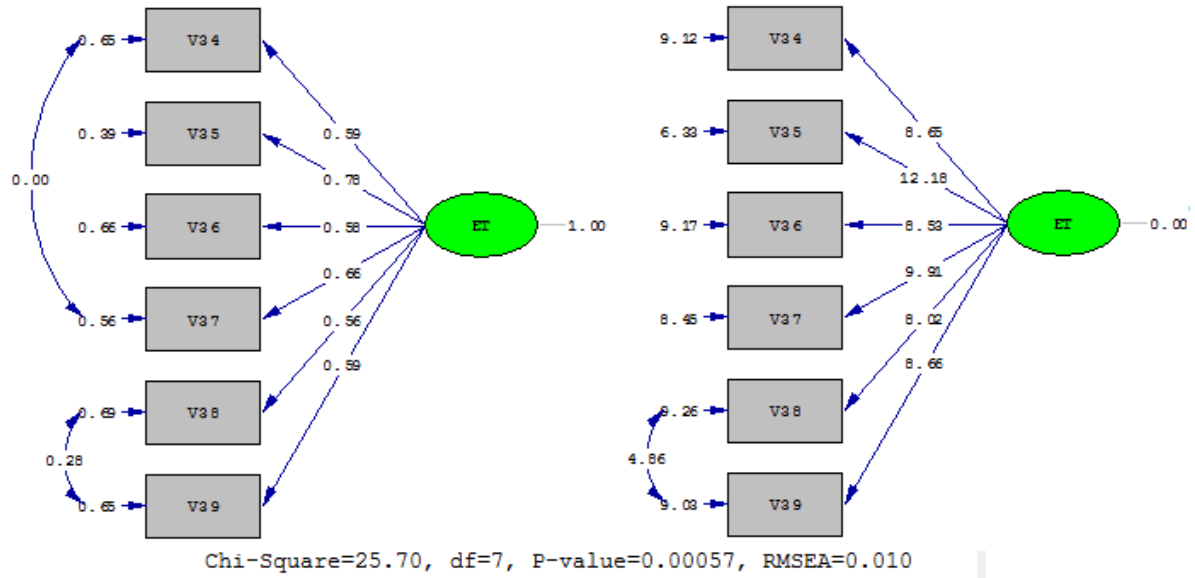 0.65 V34 9.12 V34
0.59 8.65
0.39 V35 6.33 V35
0.78 12.18
0.00
0.66 V36 0.58 ET 1.00 9.17 V36 8.53 ET 0.00
0.66 9.91
0.56 V37 0.56 8.45 V37 8.02
0.59 8.66
0.69 V38 9.26 V38
0.28 4.86
0.65 V39 9.03 V39
Chi-Square=25.70, df=7, P-value=0.00057, RMSEA=0.010